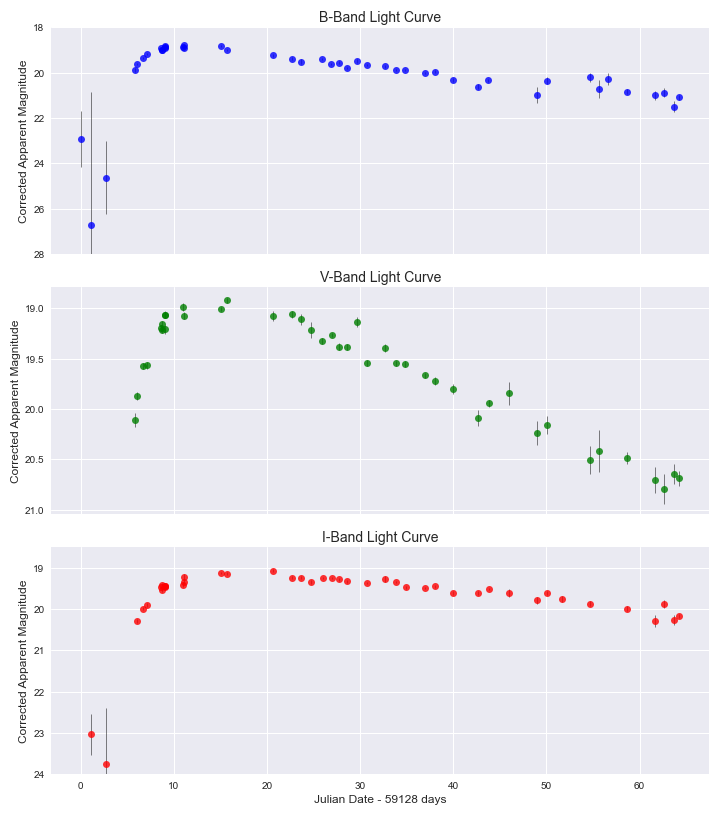 B-Band Light Curve
18
20
22
24
26
28
Corrected Apparent Magnitude
V-Band Light Curve
19.0
19.5
20.0
20.5
21.0
Corrected Apparent Magnitude
I-Band Light Curve
19
20
21
22
23
24
Corrected Apparent Magnitude
0 10 20 30 40 50 60
Julian Date - 59128 days